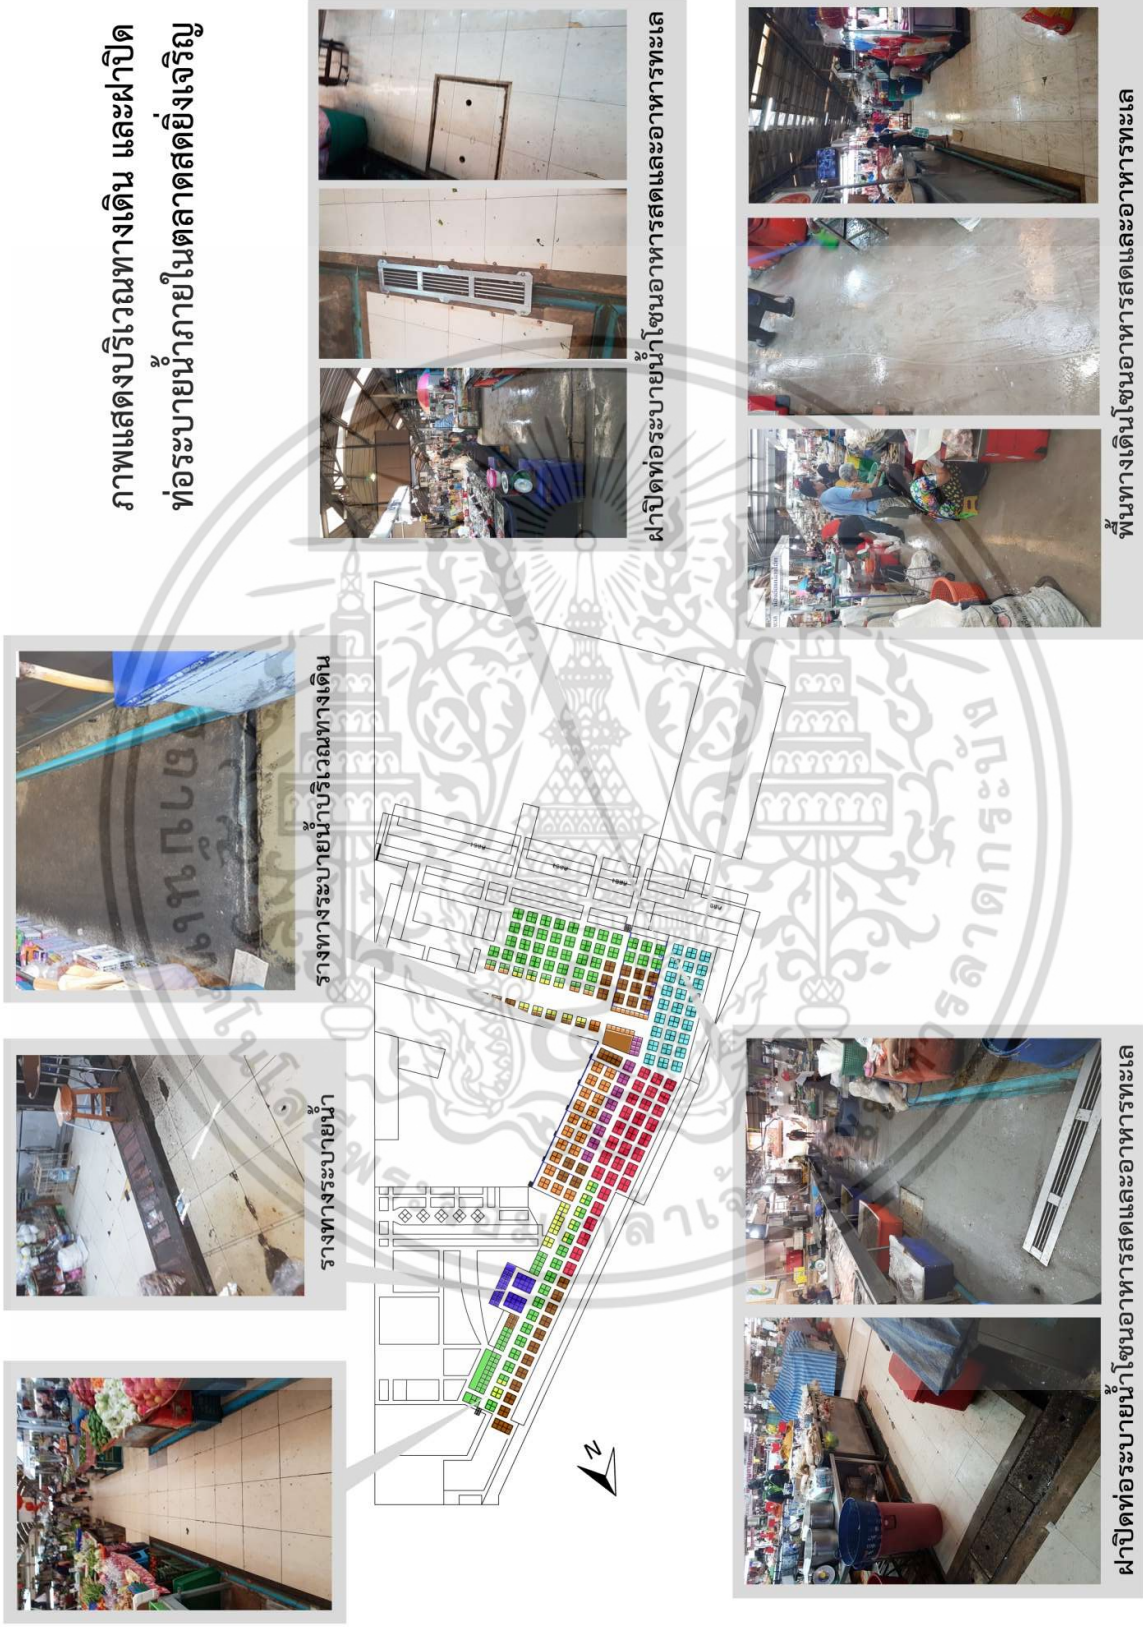 ภาพแสดงบริเวณทางเดิน และฝาปิด
ท่อระบายน้ำภายในตลาดสดยิ่งเจริญ
รางทางระบายน้ำ
รางทางระบายน้ำบริเวณทางเดิน
ฝาปิดท่อระบายน้ำโซนอาหารสดและอาหารทะเล
N
ฝาปิดท่อระบายน้ำโซนอาหารสดและอาหารทะเล
พื้นทางเดินโซนอาหารสดและอาหารทะเล